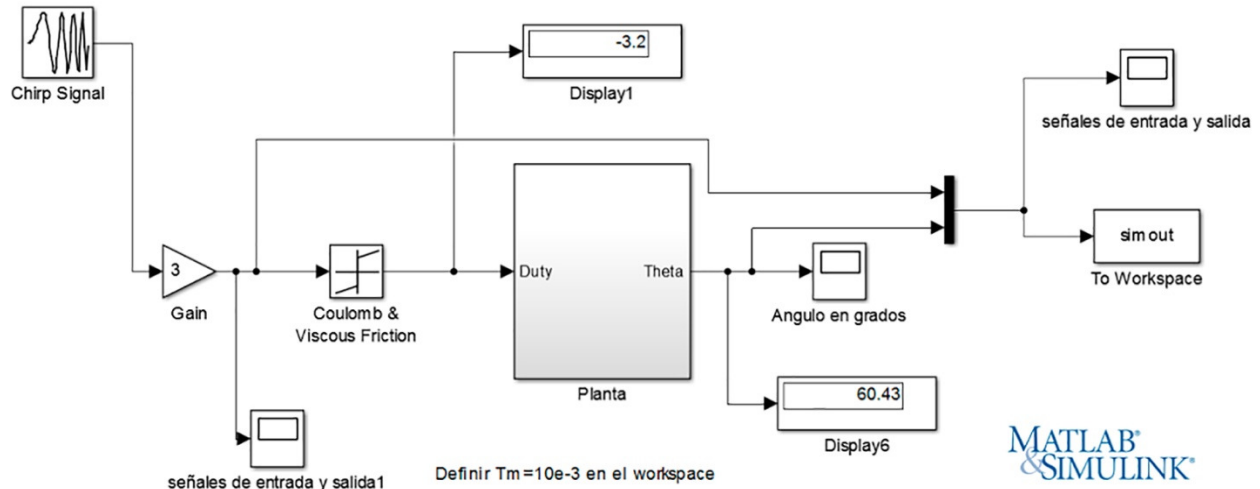 Chirp Signal
-3.2
Display1
señales de entrada y salida
3
Gain
Coulomb &
Viscous Friction
Duty
Theta
Planta
Angulo en grados
simout
To Workspace
60.43
Display6
señales de entrada y salida1
Definir Tm=10e-3 en el workspace
MATLAB®
&SIMULINK®